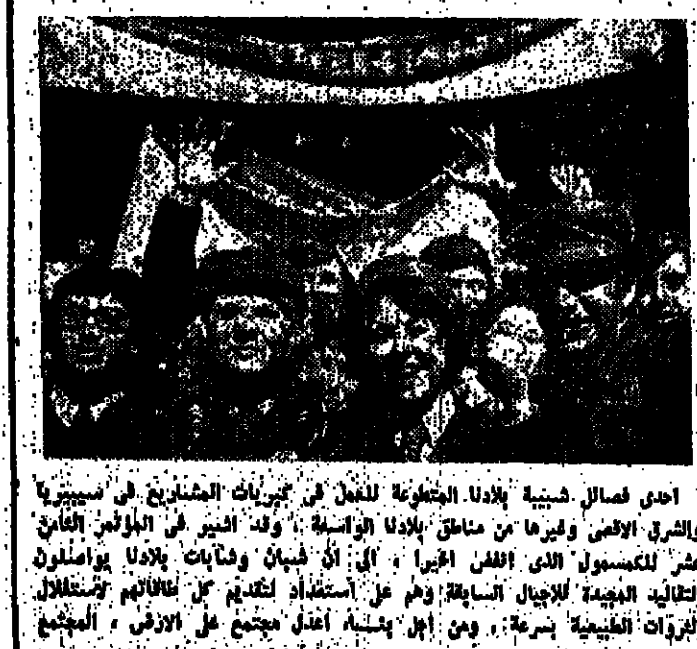 احدى فصائل شبيبة بلادنا المتطوعة للعمل في كبريات المشاريع في سيبيريا
والشرق الاقصى وغيرها من مناطق بلادنا الواسعة ، وقد اشير في المؤتمر الثامن
عشر للكمسمول الذى انفض اخيرا ، الى ان شبان وشابات بلادنا يواصلون
التقاليد المجيدة للاجيال السابقة وهم على استعداد لتقديم كل طاقاتهم لاستغلال
الثروات الطبيعية بسرعة ، ومن اجل بناء اعدل مجتمع على الارض ، المجتمع